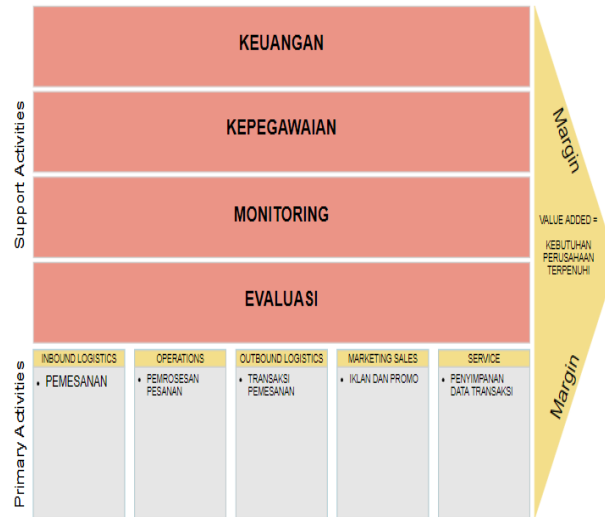 Support Activities
KEUANGAN
KEPEGAWAIAN
MONITORING
EVALUASI
Margin
VALUE ADDED =
KEBUTUHAN
PERUSAHAAN
TERPENUHI
Margin
Primary Activities
INBOUND LOGISTICS
• PEMESANAN
OPERATIONS
• PEMROSESAN
PESANAN
OUTBOUND LOGISTICS
• TRANSAKSI
PEMESANAN
MARKETING SALES
• IKLAN DAN PROMO
SERVICE
• PENYIMPANAN
DATA TRANSAKSI